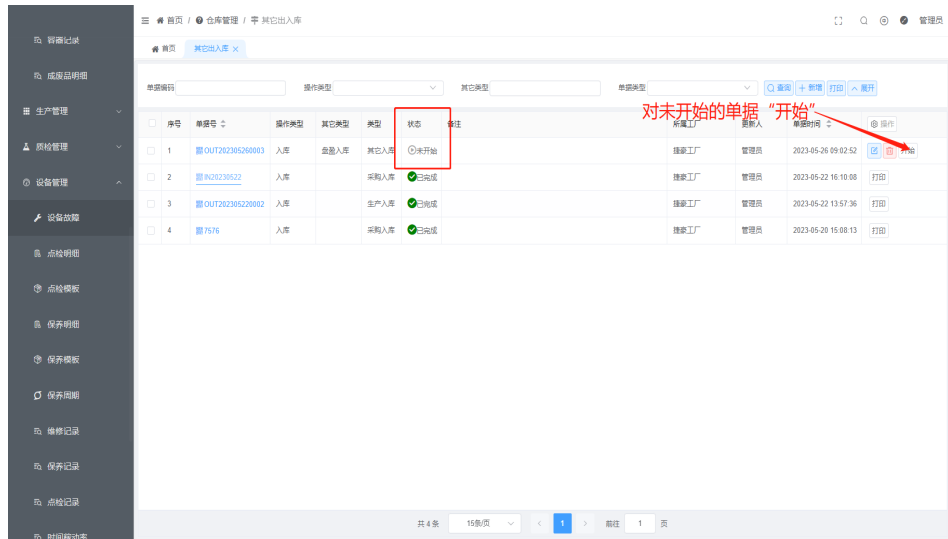 首页 / 仓库管理 / 其它出入库
管理员
首页 其它出入库 ×
容器记录
成废品明细
生产管理
质检管理
设备管理
设备故障
点检明细
点检模板
保养明细
保养模板
保养周期
维修记录
保养记录
点检记录
时间稼动率
单据编码 操作类型 其它类型 单据类型 查询 + 新增 打印 展开
对未开始的单据“开始”
序号 单据号 操作类型 其它类型 类型 状态 备注 所属工厂 更新人 单据时间 操作
1 OUT202305260003 入库 盘盈入库 其它入库 未开始 捷豪工厂 管理员 2023-05-26 09:02:52 开始
2 IN20230522 入库 采购入库 已完成 捷豪工厂 管理员 2023-05-22 16:10:08 打印
3 OUT202305220002 入库 生产入库 已完成 捷豪工厂 管理员 2023-05-22 13:57:36 打印
4 7576 入库 采购入库 已完成 捷豪工厂 管理员 2023-05-20 15:08:13 打印
共 4 条 15条/页 < 1 > 前往 1 页